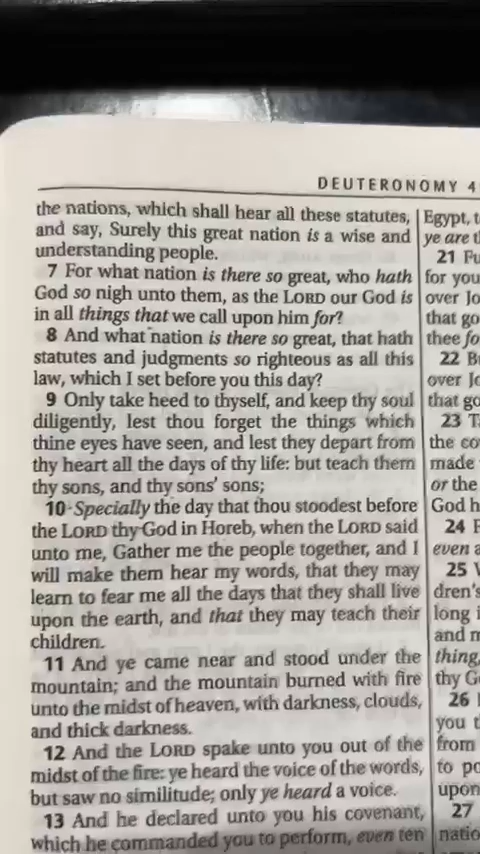 DEUTERONOMY 4
the nations, which shall hear all these statutes,
and say, Surely this great nation is a wise and
understanding people.
7 For what nation is there so great, who hath
God so nigh unto them, as the LORD our God is
in all things that we call upon him for?
8 And what nation is there so great, that hath
statutes and judgments so righteous as all this
law, which I set before you this day?
9 Only take heed to thyself, and keep thy soul
diligently, lest thou forget the things which
thine eyes have seen, and lest they depart from
thy heart all the days of thy life: but teach them
thy sons, and thy sons' sons;
10 Specially the day that thou stoodest before
the LORD thy God in Horeb, when the LORD said
unto me, Gather me the people together, and I
will make them hear my words, that they may
learn to fear me all the days that they shall live
upon the earth, and that they may teach their
children.
11 And ye came near and stood under the
mountain; and the mountain burned with fire
unto the midst of heaven, with darkness, clouds,
and thick darkness.
12 And the LORD spake unto you out of the
midst of the fire: ye heard the voice of the words,
but saw no similitude; only ye heard a voice.
13 And he declared unto you his covenant,
which he commanded you to perform, even ten
Egypt,
ye are
21
for you
over
that go
thee
22
over
that go
23
the
made
or the
God
24
even
25
long
and
thing,
thy
26
you
from
to
upon
27